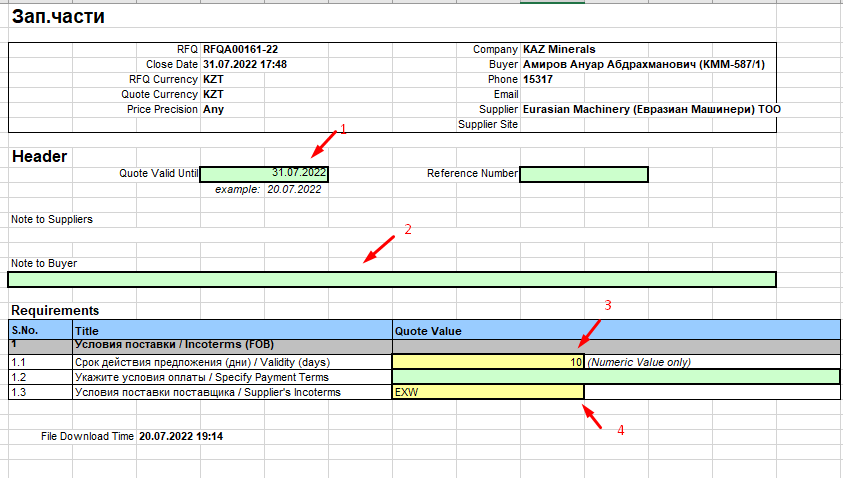 Зап.части
RFQ RFQA00161-22 Company KAZ Minerals
Close Date 31.07.2022 17:48 Buyer Амиров Ануар Абдрахманович (KMM-587/1)
RFQ Currency KZT Phone 15317
Quote Currency KZT Email
Price Precision Any Supplier Eurasian Machinery (Евразиан Машинери) ТОО
Supplier Site
1
Header
Quote Valid Until 31.07.2022 Reference Number
example: 20.07.2022
Note to Suppliers
2
Note to Buyer
Requirements
3
S.No. Title Quote Value
1 Условия поставки / Incoterms (FOB)
1.1 Срок действия предложения (дни) / Validity (days) 10 (Numeric Value only)
1.2 Укажите условия оплаты / Specify Payment Terms
1.3 Условия поставки поставщика / Supplier's Incoterms EXW
4
File Download Time 20.07.2022 19:14